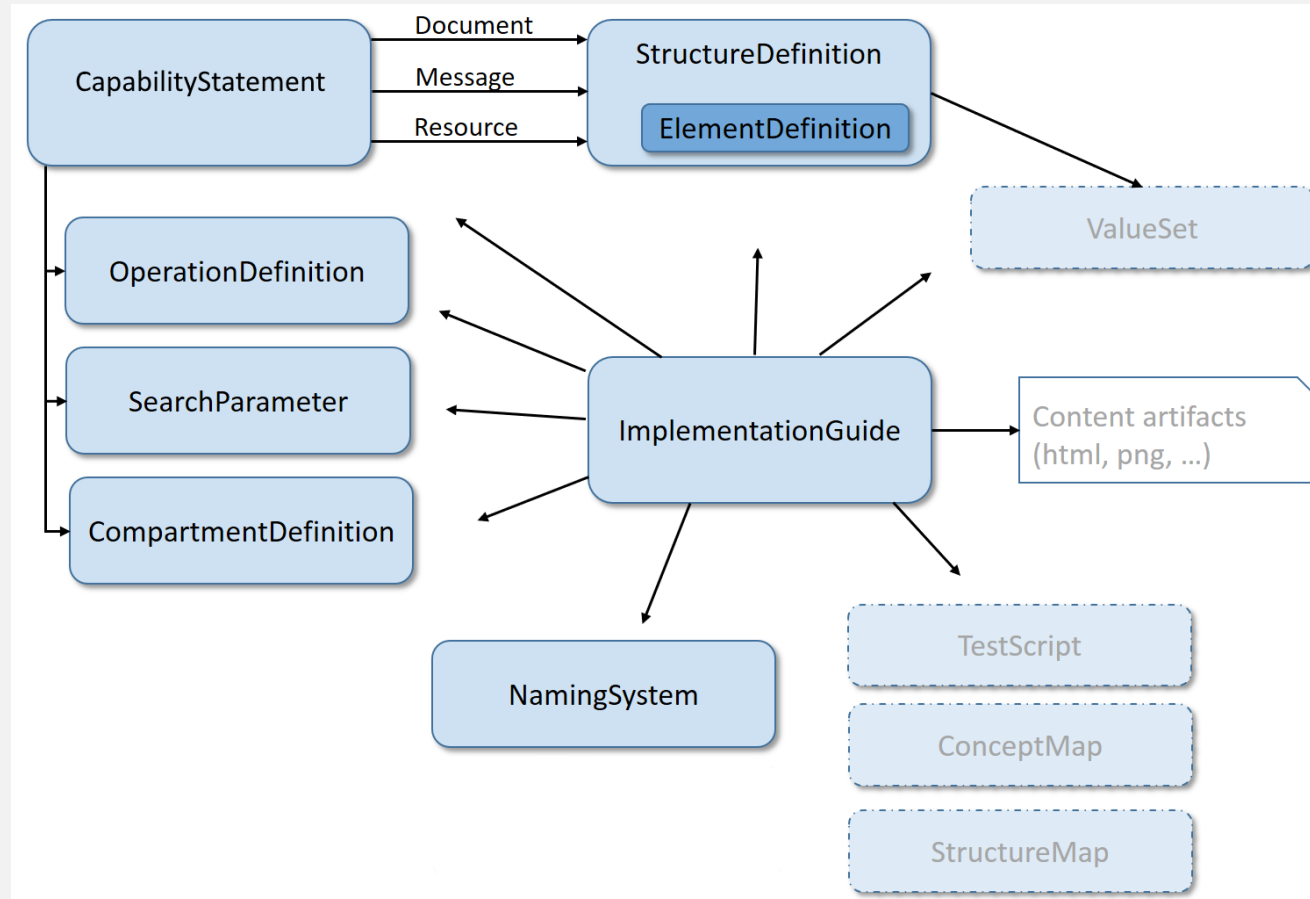 Document
CapabilityStatement
StructureDefinition
Message
ElementDefinition
Resource
ValueSet
OperationDefinition
SearchParameter
ImplementationGuide
Content artifacts
(html, png, ...)
CompartmentDefinition
TestScript
NamingSystem
ConceptMap
StructureMap